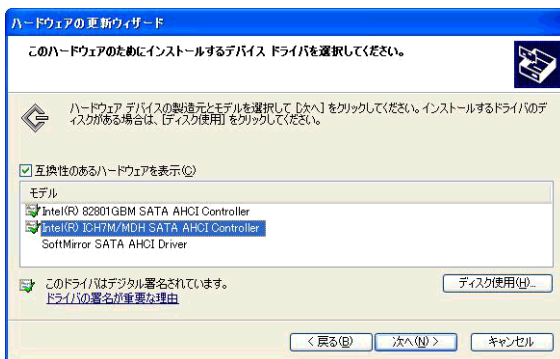 ハードウェアの更新ウィザード
このハードウェアのためにインストールするデバイス ドライバを選択してください。
ハードウェア デバイスの製造元とモデルを選択して [次へ] をクリックしてください。インストールするドライバのデ
ィスクがある場合は、[ディスク使用] をクリックしてください。
互換性のあるハードウェアを表示(C)
モデル
Intel(R) 82801GBM SATA AHCI Controller
Intel(R) ICH7M/MDH SATA AHCI Controller
SoftMirror SATA AHCI Driver
このドライバはデジタル署名されています。
ドライバの署名が重要な理由
ディスク使用(H)...
< 戻る(B)
次へ(N) >
キャンセル